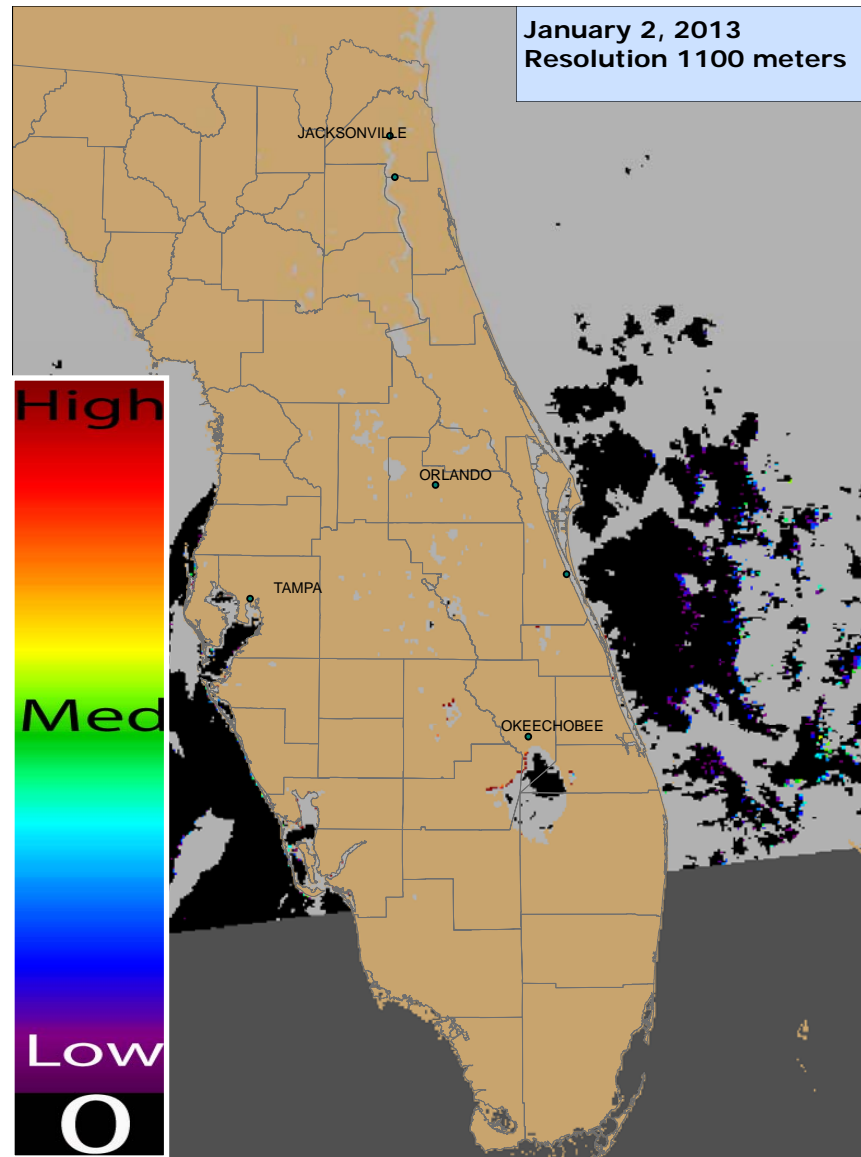 January 2, 2013
Resolution 1100 meters
JACKSONVILLE
High
ORLANDO
TAMPA
Med
OKEECHOBEE
Low
0